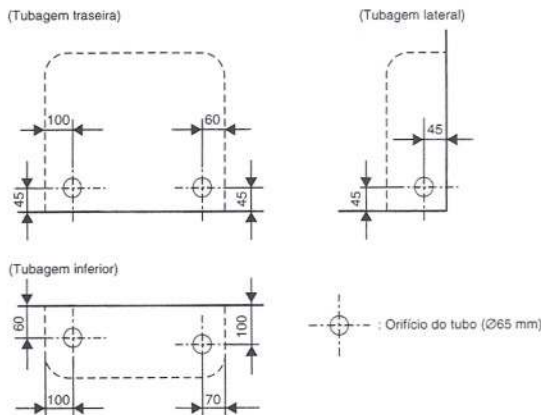 (Tubagem traseira)
(Tubagem lateral)
100
60
45
45
45
45
(Tubagem inferior)
60
100
100
70
: Orifício do tubo (Ø65 mm)